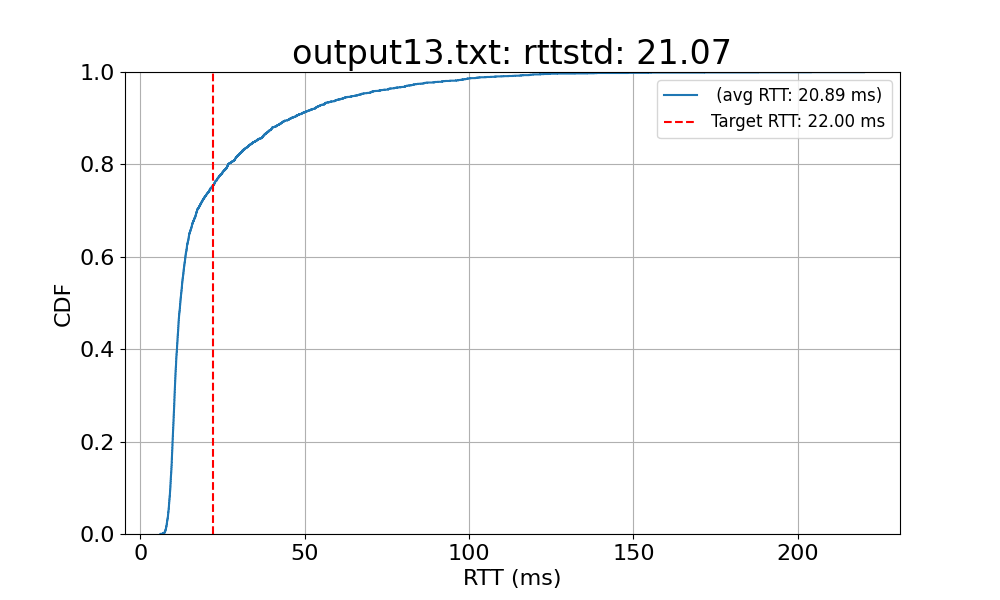 output13.txt: rttstd: 21.07
1.0
0.8
0.6
0.4
0.2
0.0
CDF
(avg RTT: 20.89 ms)
Target RTT: 22.00 ms
0 50 100 150 200
RTT (ms)